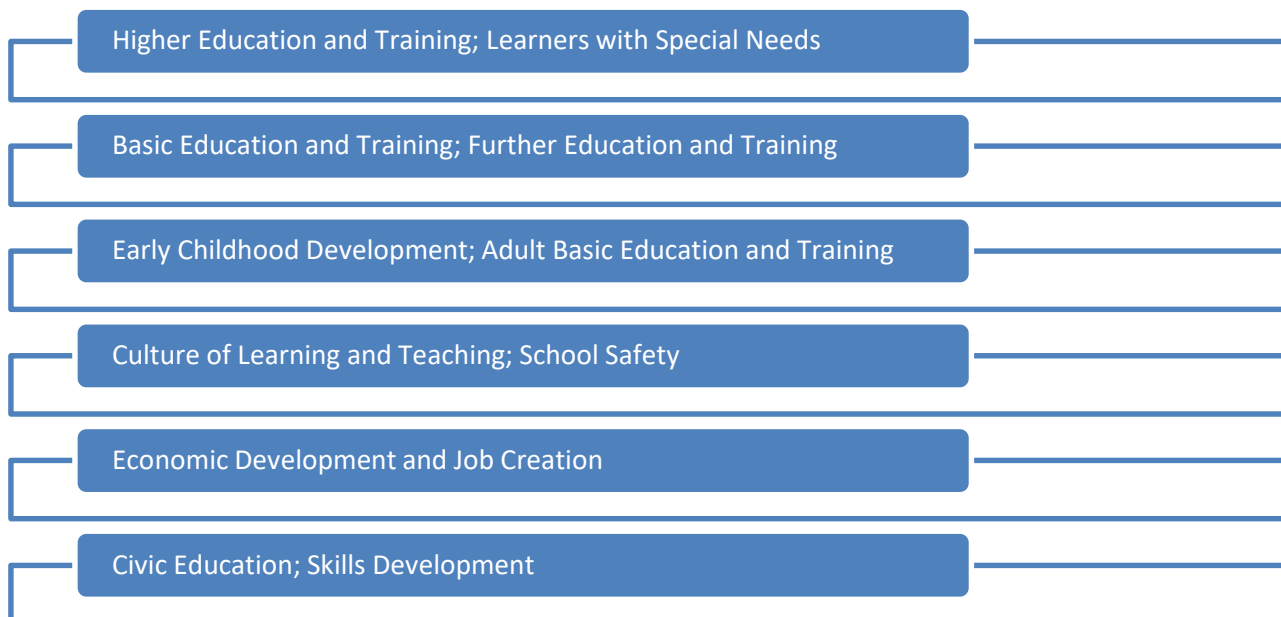 Higher Education and Training; Learners with Special Needs
Basic Education and Training; Further Education and Training
Early Childhood Development; Adult Basic Education and Training
Culture of Learning and Teaching; School Safety
Economic Development and Job Creation
Civic Education; Skills Development